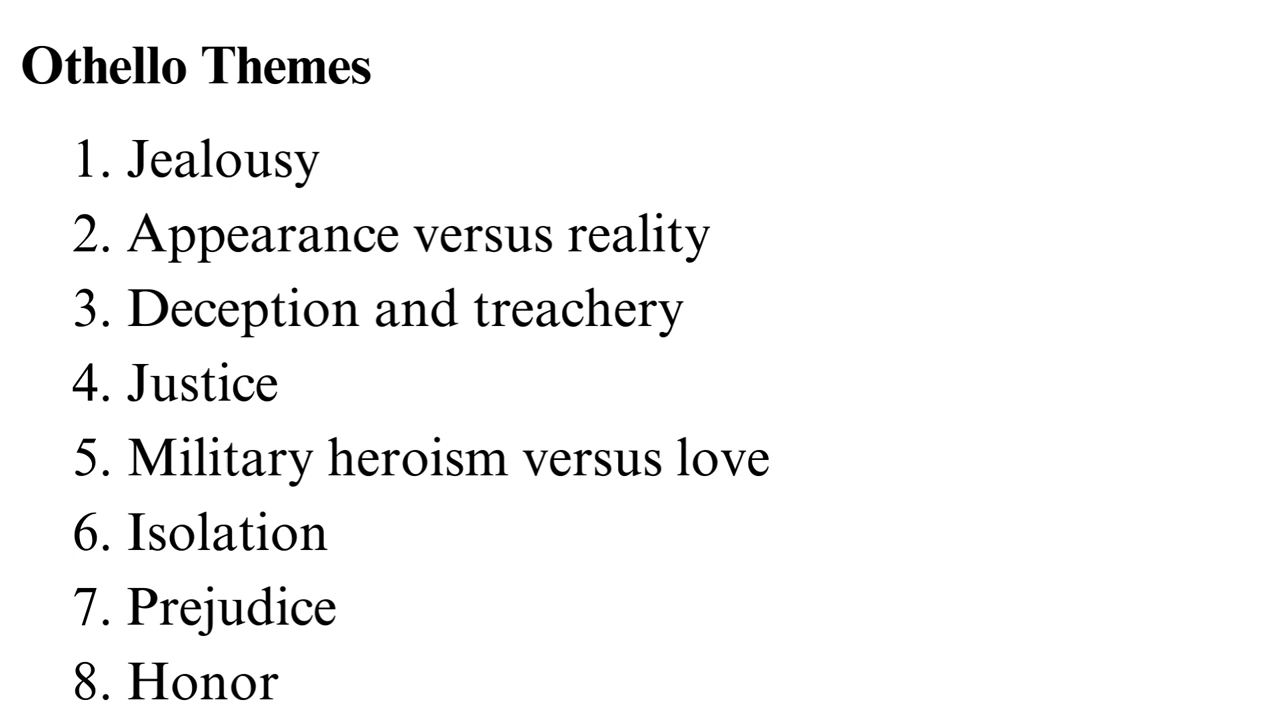 Othello Themes
1. Jealousy
2. Appearance versus reality
3. Deception and treachery
4. Justice
5. Military heroism versus love
6. Isolation
7. Prejudice
8. Honor